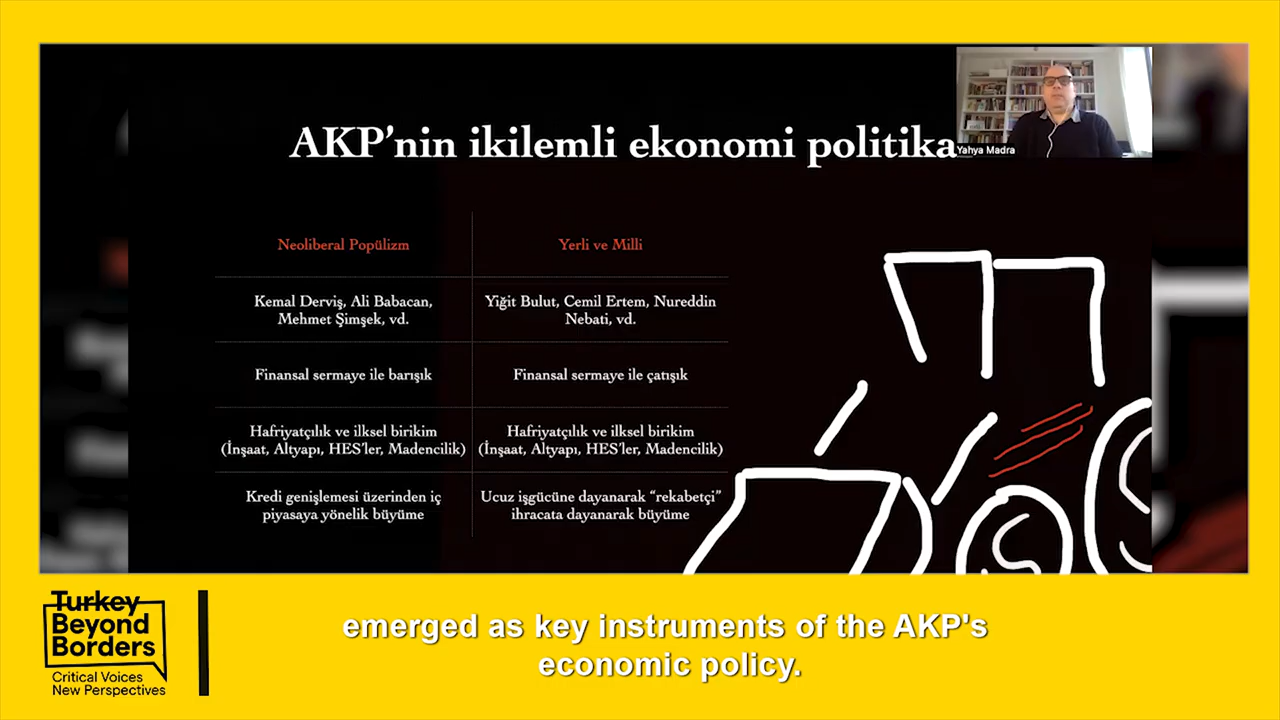 AKP'nin ikilemli ekonomi politika
Yahya Madra
Neoliberal Popülizm
Yerli ve Milli
Kemal Derviş, Ali Babacan,
Mehmet Şimşek, vd.
Yiğit Bulut, Cemil Ertem, Nureddin
Nebati, vd.
Finansal sermaye ile barışık
Finansal sermaye ile çatışık
Hafriyatçılık ve ilksel birikim
(İnşaat, Altyapı, HES'ler, Madencilik)
Hafriyatçılık ve ilksel birikim
(İnşaat, Altyapı, HES'ler, Madencilik)
Kredi genişlemesi üzerinden iç
piyasaya yönelik büyüme
Ucuz işgücüne dayanarak “rekabetçi”
ihracata dayanarak büyüme
Turkey
Beyond
Borders
Critical Voices
New Perspectives
emerged as key instruments of the AKP's
economic policy.